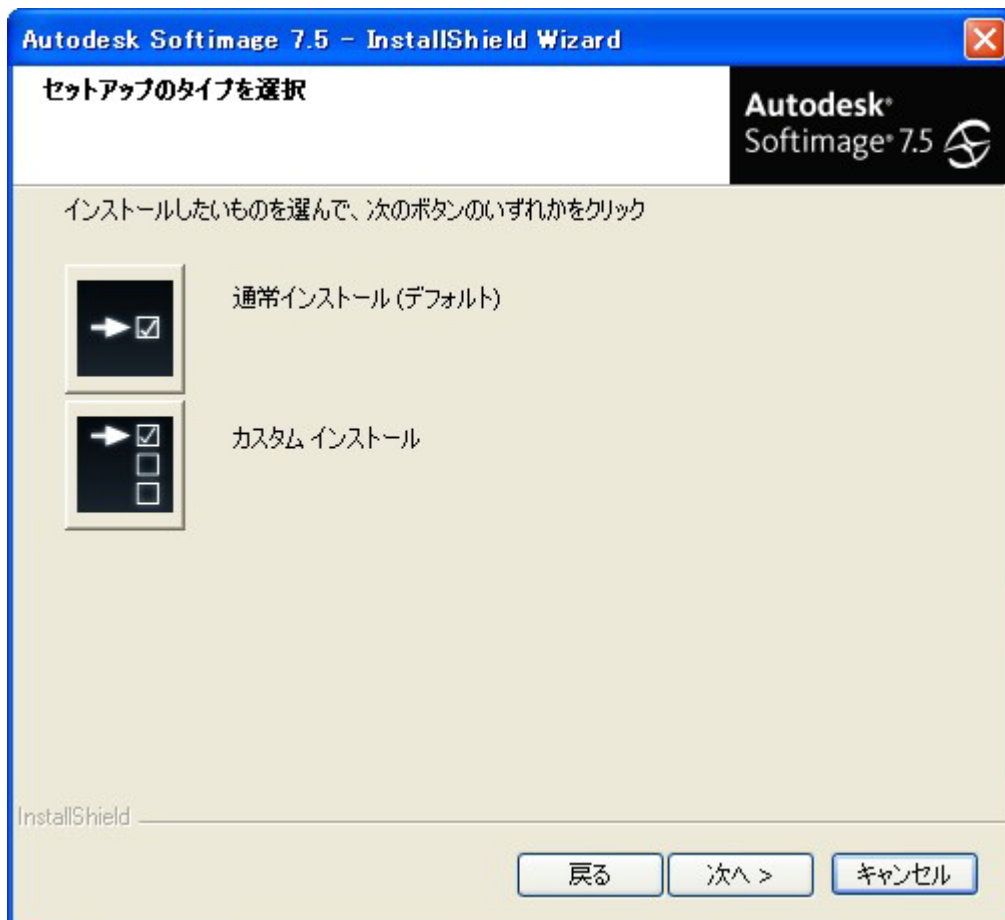 Autodesk Softimage 7.5 - InstallShield Wizard
セットアップのタイプを選択
Autodesk®
Softimage® 7.5
インストールしたいものを選んで、次のボタンのいずれかをクリック
通常インストール (デフォルト)
カスタム インストール
InstallShield
戻る 次へ > キャンセル